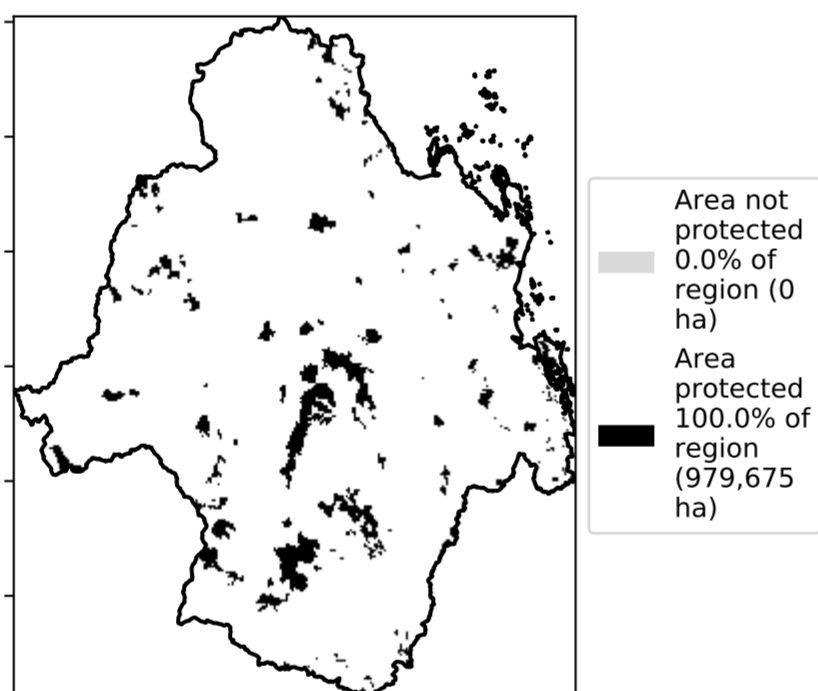 Area not
protected
0.0% of
region (0
ha)
Area
protected
100.0% of
region
(979,675
ha)